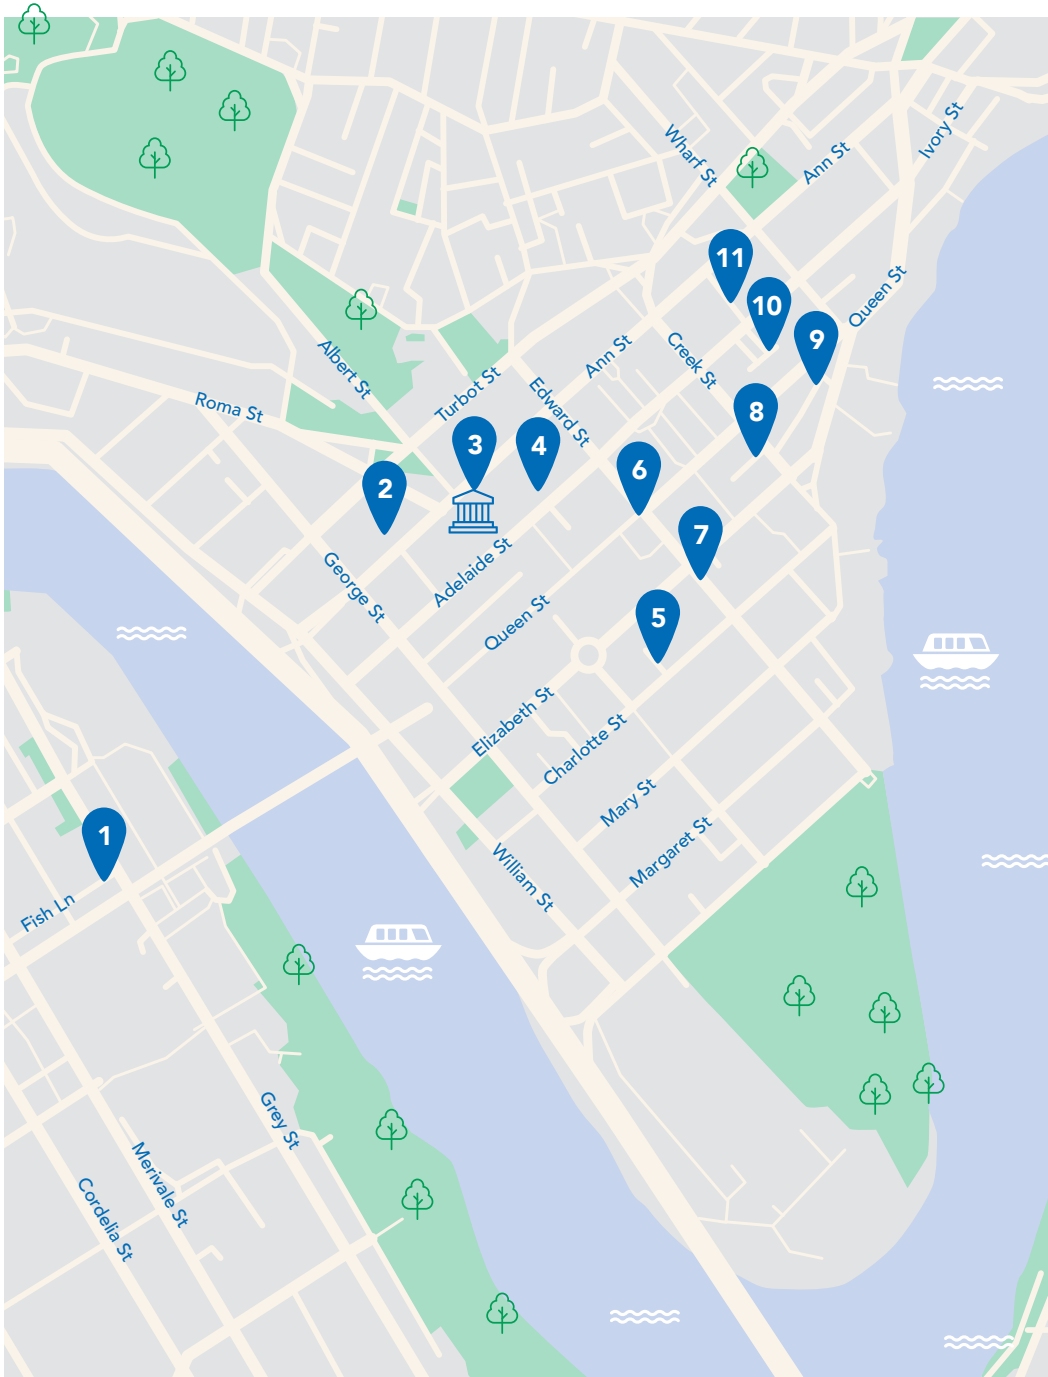 Wharf St
Ann St
Ivory St
11
10
Queen St
9
Albert St
Ann St
Creek St
Turbot St
Roma St
Edward St
8
3
4
6
2
7
Adelaide St
George St
Queen St
5
Elizabeth St
Charlotte St
Mary St
Margaret St
1
William St
Fish Ln
Grey St
Merivale St
Cordelia St